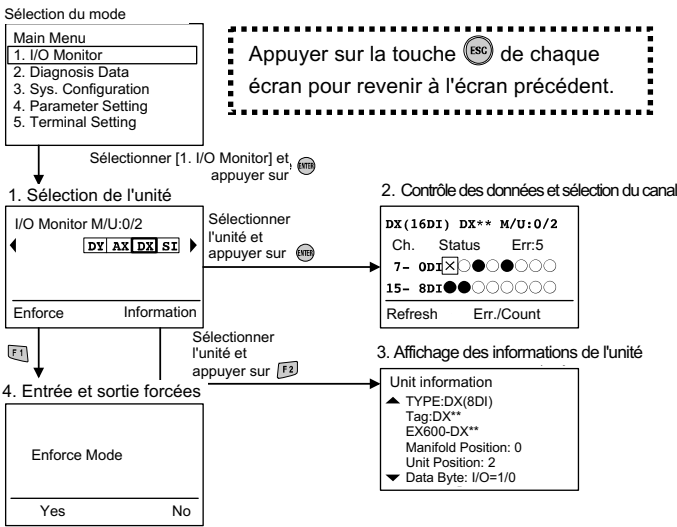 Sélection du mode
Main Menu
1. I/O Monitor
2. Diagnosis Data
3. Sys. Configuration
4. Parameter Setting
5. Terminal Setting
Appuyer sur la touche ESC de chaque
écran pour revenir à l'écran précédent.
Sélectionner [1. I/O Monitor] et
appuyer sur
1. Sélection de l'unité
I/O Monitor M/U:0/2
DY AX DX SI
Enforce Information
Sélectionner
l'unité et
appuyer sur
2. Contrôle des données et sélection du canal
DX(16DI) DX** M/U:0/2
Ch. Status Err:5
7- 0DI
15- 8DI
Refresh Err./Count
F1
Sélectionner
l'unité et
appuyer sur F2
3. Affichage des informations de l'unité
Unit information
TYPE:DX(8DI)
Tag:DX**
EX600-DX**
Manifold Position: 0
Unit Position: 2
Data Byte: I/O=1/0
4. Entrée et sortie forcées
Enforce Mode
Yes No